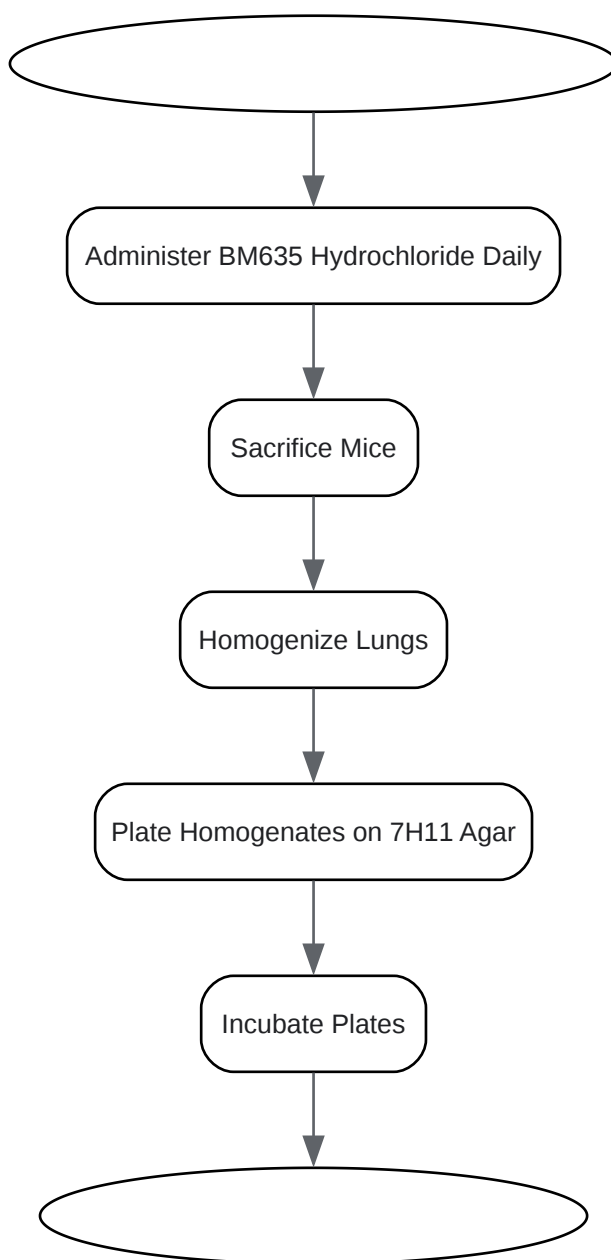 Administer BM635 Hydrochloride Daily
Sacrifice Mice
Homogenize Lungs
Plate Homogenates on 7H11 Agar
Incubate Plates